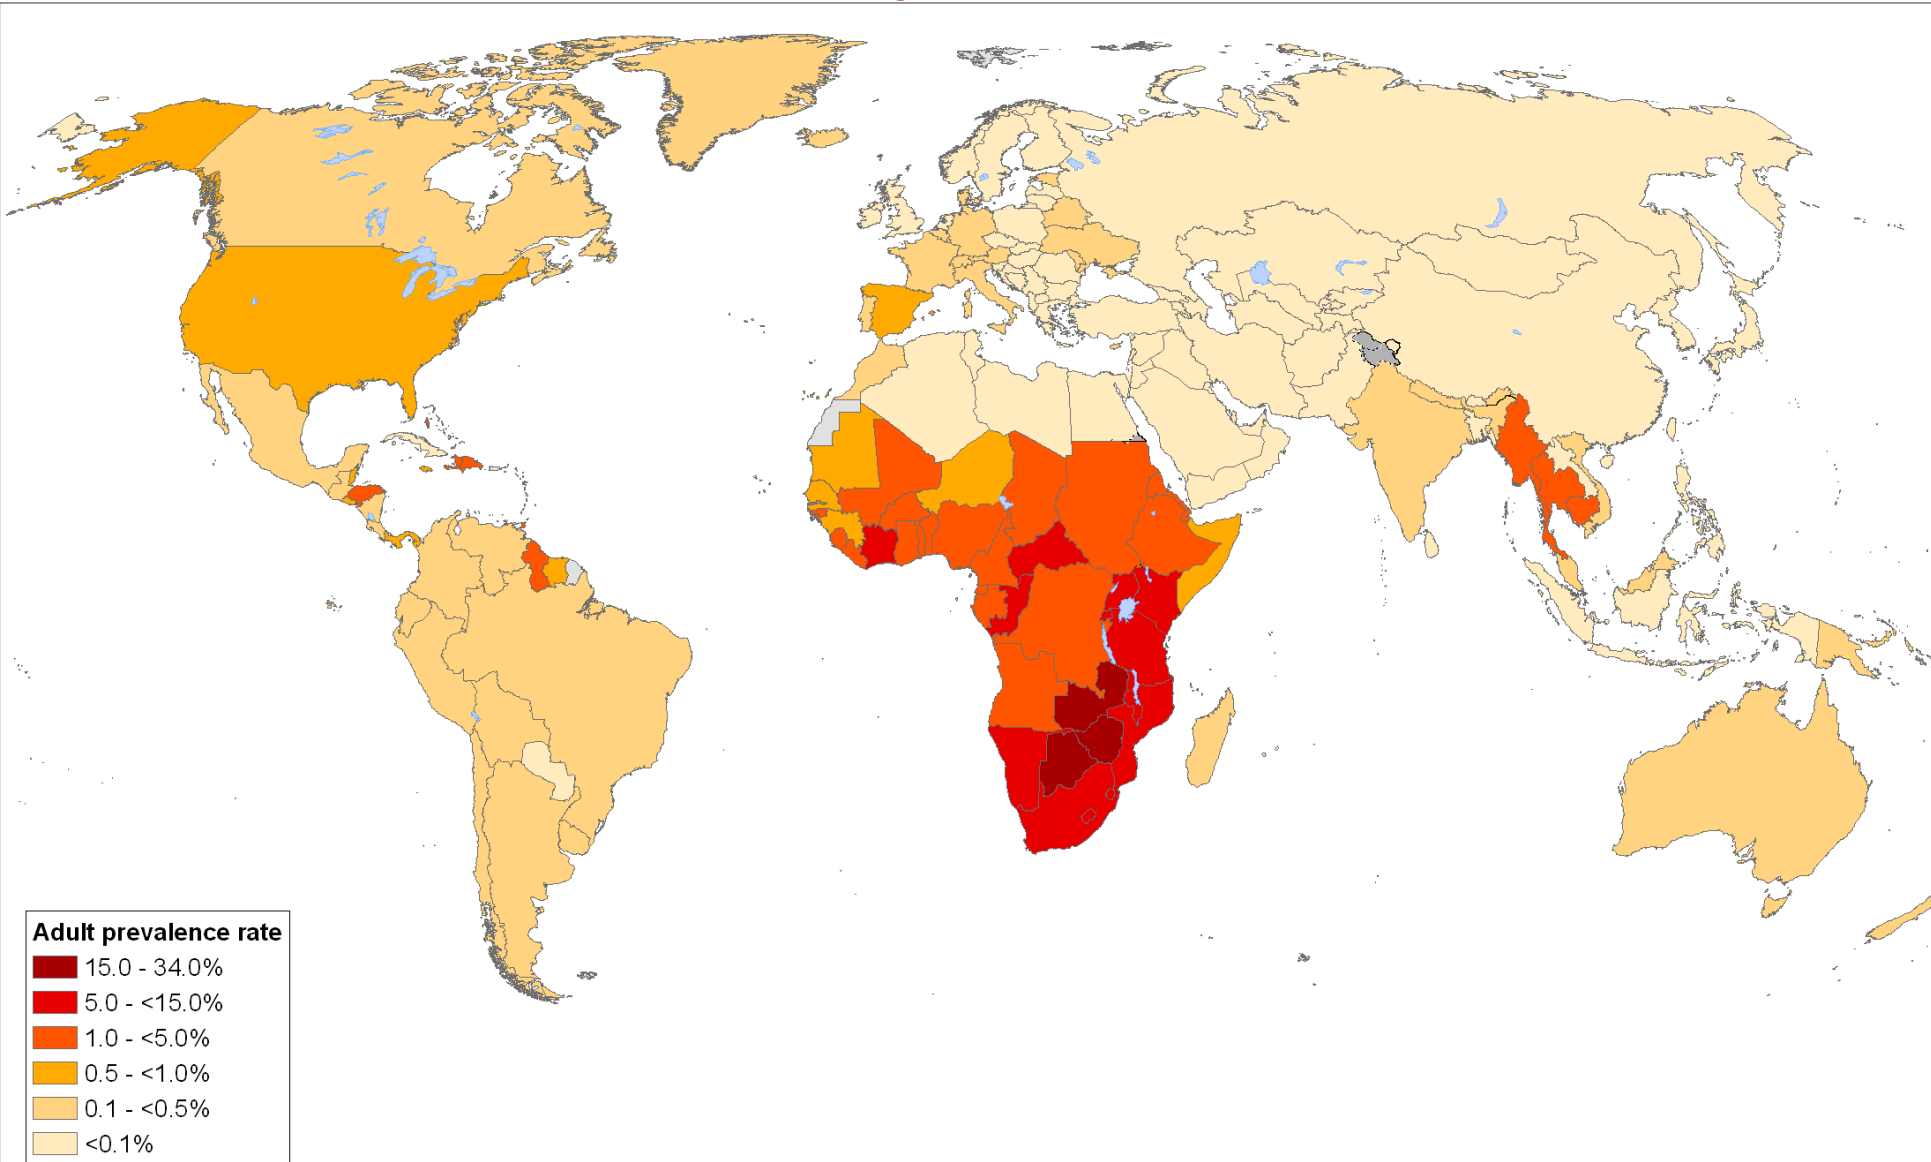 Adult prevalence rate
15.0 - 34.0%
5.0 - <15.0%
1.0 - <5.0%
0.5 - <1.0%
0.1 - <0.5%
<0.1%